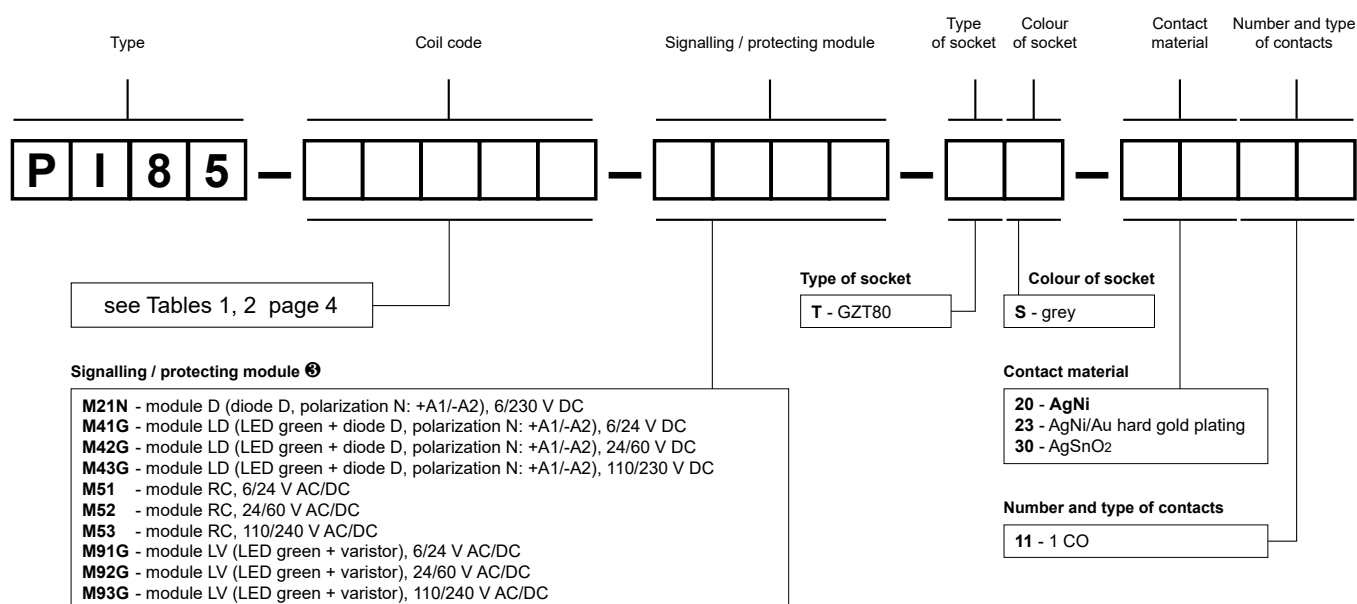 Type
Coil code
Signalling / protecting module
Type
of socket
Colour
of socket
Contact
material
Number and type
of contacts
P I 8 5 – – – –
see Tables 1, 2 page 4
Type of socket
T - GZT80
Colour of socket
S - grey
Signalling / protecting module ❸
M21N - module D (diode D, polarization N: +A1/-A2), 6/230 V DC
M41G - module LD (LED green + diode D, polarization N: +A1/-A2), 6/24 V DC
M42G - module LD (LED green + diode D, polarization N: +A1/-A2), 24/60 V DC
M43G - module LD (LED green + diode D, polarization N: +A1/-A2), 110/230 V DC
M51 - module RC, 6/24 V AC/DC
M52 - module RC, 24/60 V AC/DC
M53 - module RC, 110/240 V AC/DC
M91G - module LV (LED green + varistor), 6/24 V AC/DC
M92G - module LV (LED green + varistor), 24/60 V AC/DC
M93G - module LV (LED green + varistor), 110/240 V AC/DC
Contact material
20 - AgNi
23 - AgNi/Au hard gold plating
30 - AgSnO2
Number and type of contacts
11 - 1 CO